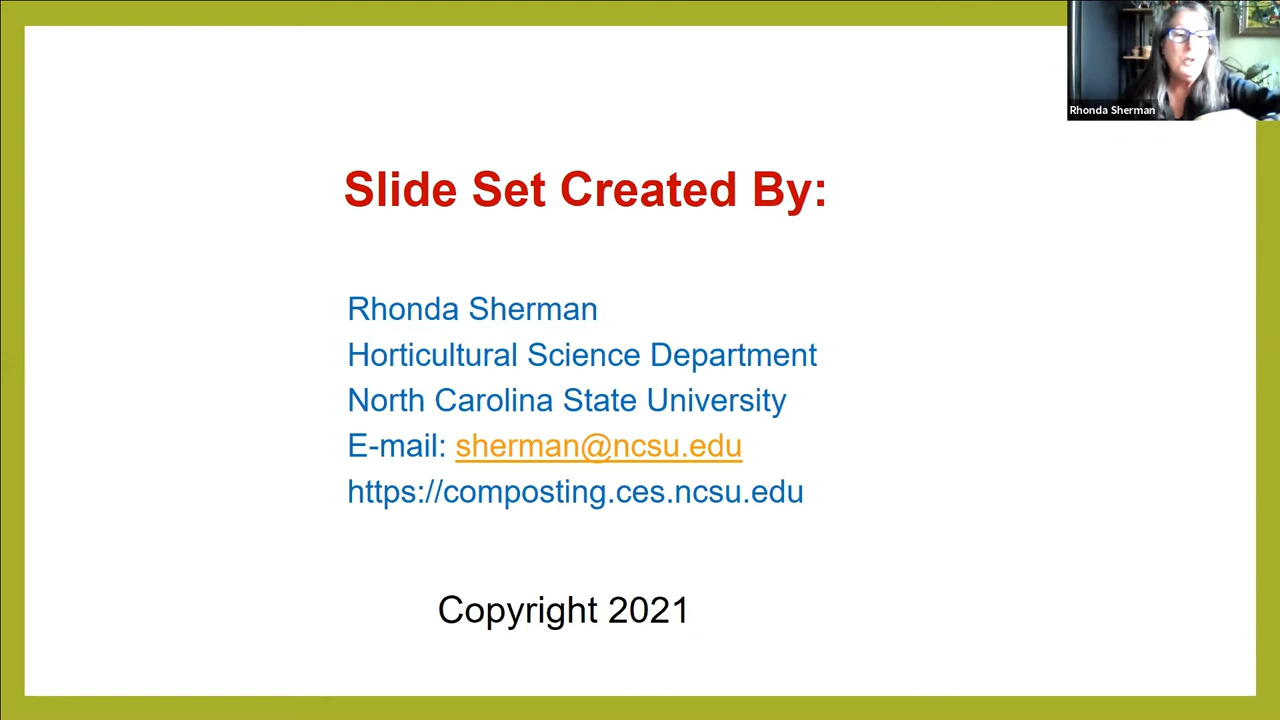 Rhonda Sherman
Slide Set Created By:
Rhonda Sherman
Horticultural Science Department
North Carolina State University
E-mail: sherman@ncsu.edu
https://composting.ces.ncsu.edu
Copyright 2021